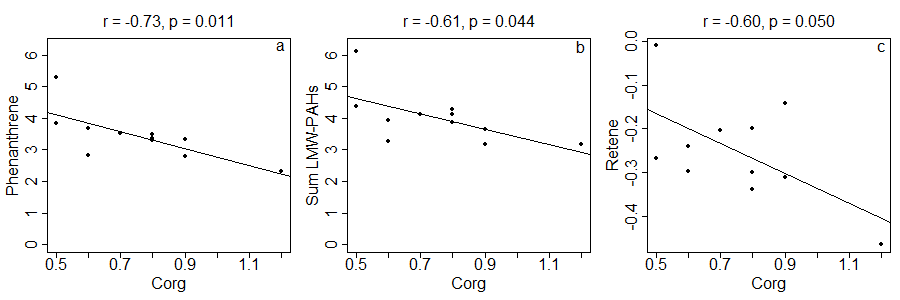 r = -0.73, p = 0.011
a
Phenanthrene
6
5
4
3
2
1
0
0.5 0.7 0.9 1.1
Corg
r = -0.61, p = 0.044
b
Sum LMW-PAHs
6
5
4
3
2
1
0
0.5 0.7 0.9 1.1
Corg
r = -0.60, p = 0.050
c
Retene
0.0
-0.1
-0.2
-0.3
-0.4
0.5 0.7 0.9 1.1
Corg